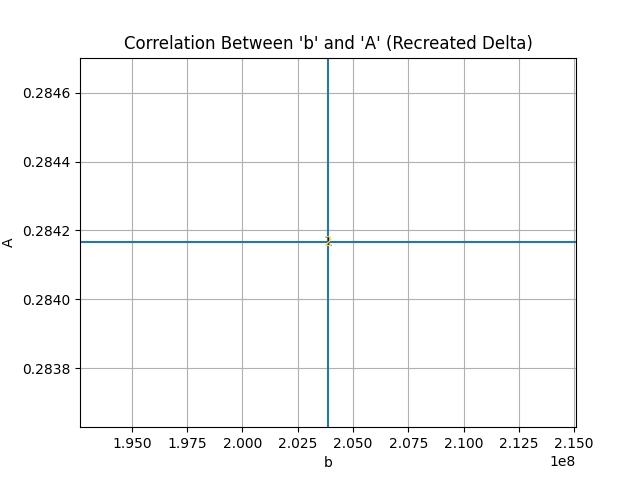 Correlation Between 'b' and 'A' (Recreated Delta)
0.2846
0.2844
0.2842
0.2840
0.2838
A
1.950 1.975 2.000 2.025 2.050 2.075 2.100 2.125 2.150
1e8
b